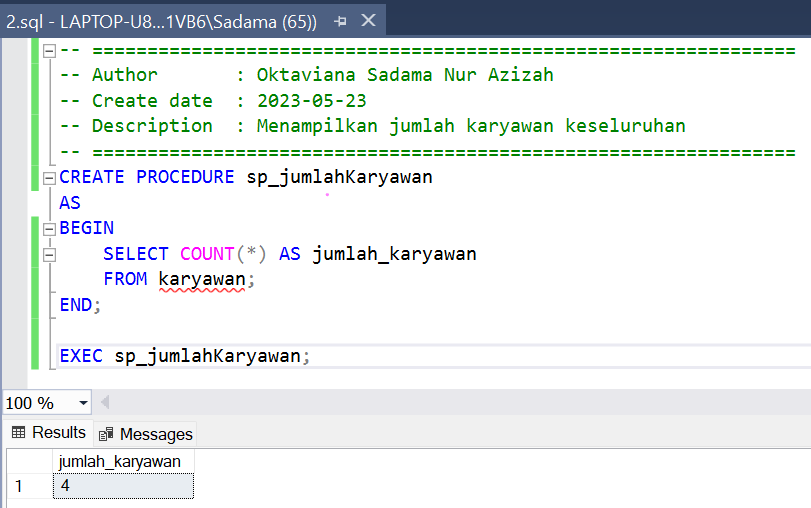 2.sql - LAPTOP-U8...1VB6\Sadama (65))
-- ================================================================
-- Author       : Oktaviana Sadama Nur Azizah
-- Create date  : 2023-05-23
-- Description  : Menampilkan jumlah karyawan keseluruhan
-- ================================================================
CREATE PROCEDURE sp_jumlahKaryawan
AS
BEGIN
    SELECT COUNT(*) AS jumlah_karyawan
    FROM karyawan;
END;
EXEC sp_jumlahKaryawan;
100 %
Results Messages
jumlah_karyawan
1 4